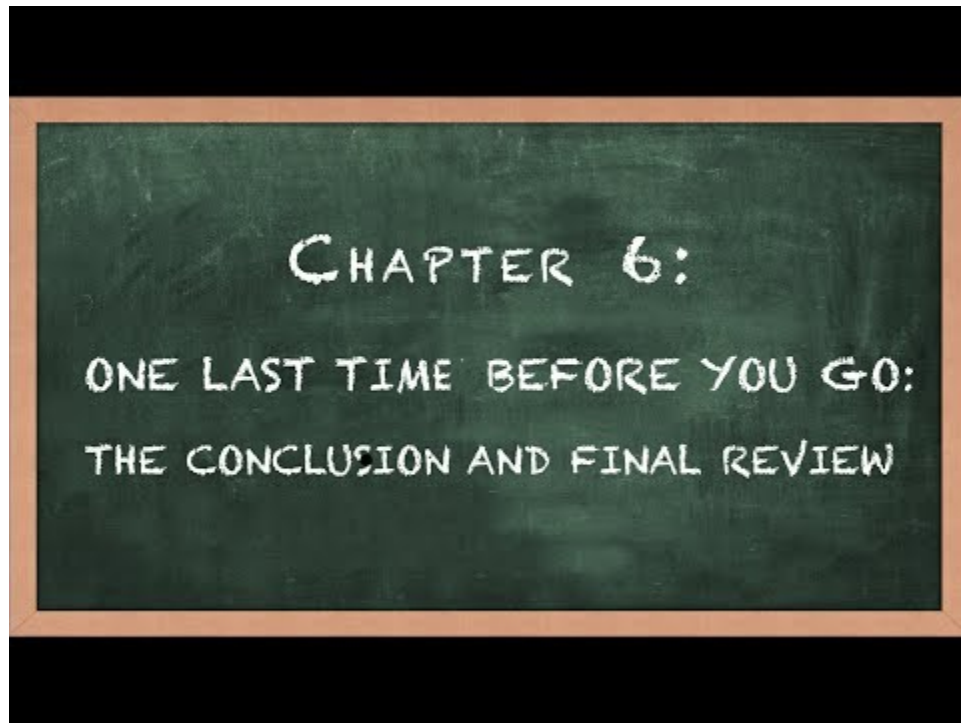 CHAPTER 6:
ONE LAST TIME BEFORE YOU GO:
THE CONCLUSION AND FINAL REVIEW